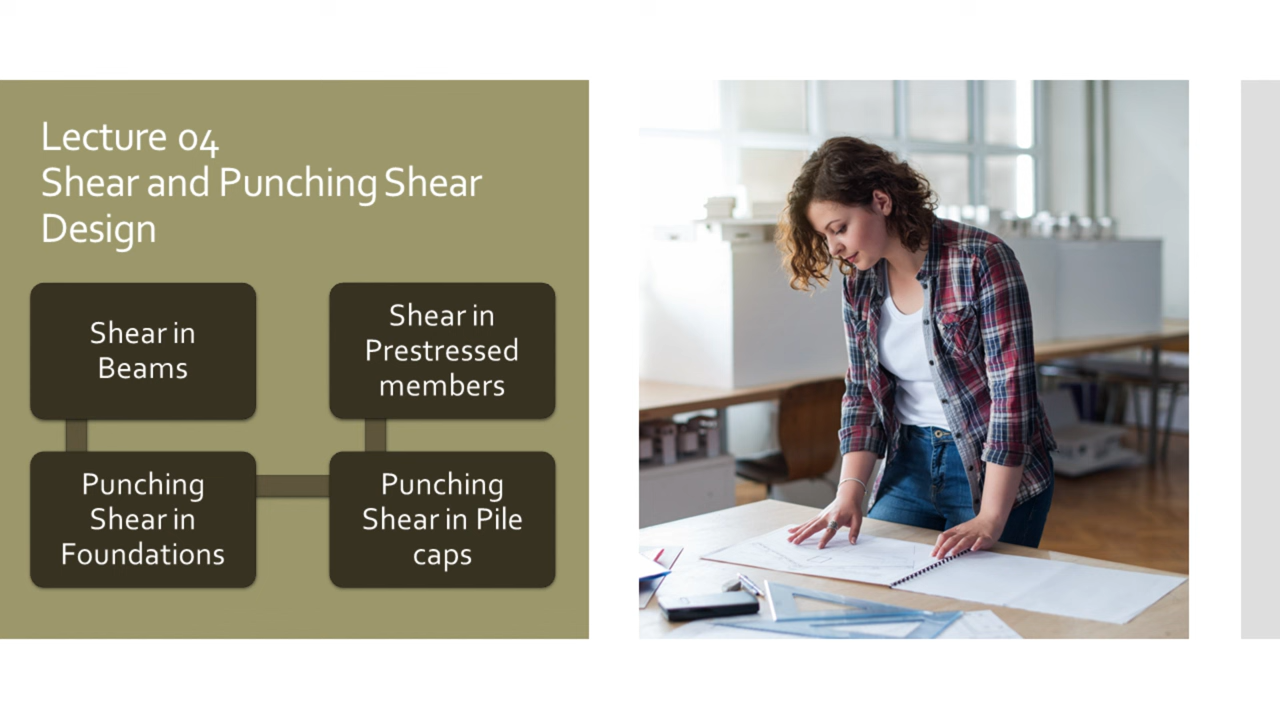 Lecture 04
Shear and Punching Shear
Design
Shear in
Beams
Shear in
Prestressed
members
Punching
Shear in
Foundations
Punching
Shear in Pile
caps